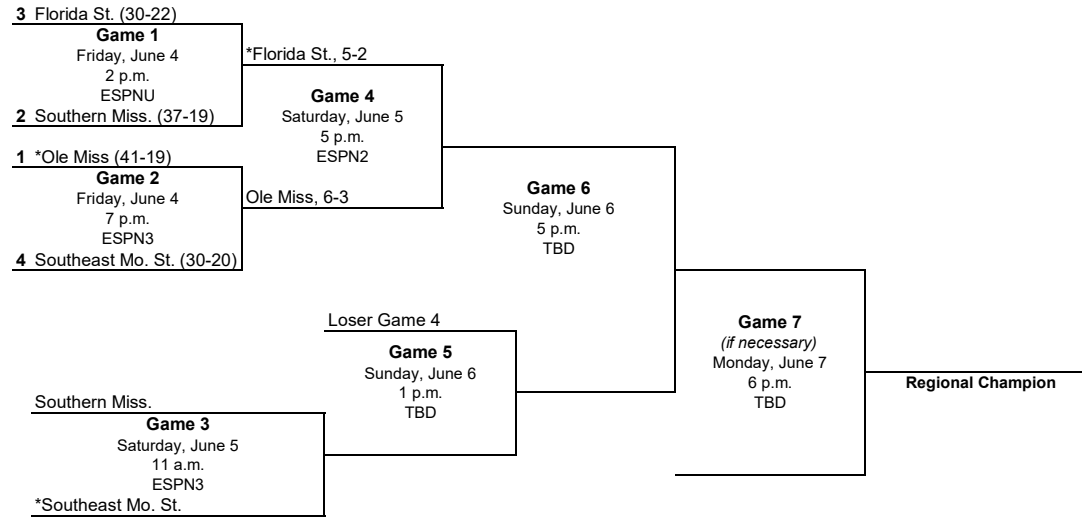 3 Florida St. (30-22)
Game 1
Friday, June 4
2 p.m.
ESPNU
2 Southern Miss. (37-19)
*Florida St., 5-2
Game 4
Saturday, June 5
5 p.m.
ESPN2
1 *Ole Miss (41-19)
Game 2
Friday, June 4
7 p.m.
ESPN3
4 Southeast Mo. St. (30-20)
Ole Miss, 6-3
Game 6
Sunday, June 6
5 p.m.
TBD
Loser Game 4
Game 5
Sunday, June 6
1 p.m.
TBD
Southern Miss.
Game 3
Saturday, June 5
11 a.m.
ESPN3
*Southeast Mo. St.
Game 7
(if necessary)
Monday, June 7
6 p.m.
TBD
Regional Champion